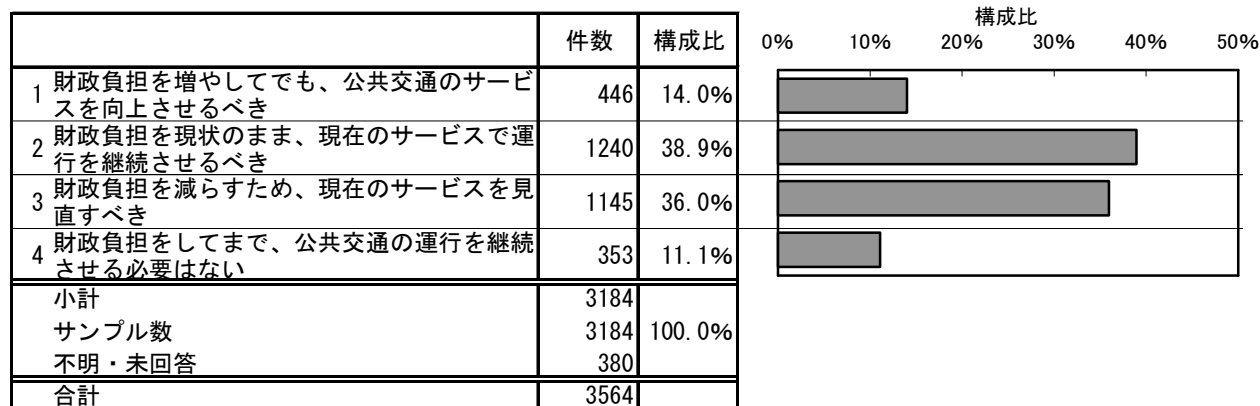 構成比
件数 構成比 0% 10% 20% 30% 40% 50%
1 財政負担を増やしてでも、公共交通のサービ
スを向上させるべき 446 14.0%
2 財政負担を現状のまま、現在のサービスで運
行を継続させるべき 1240 38.9%
3 財政負担を減らすため、現在のサービスを見
直すべき 1145 36.0%
4 財政負担をしてまで、公共交通の運行を継続
させる必要はない 353 11.1%
小計 3184
サンプル数 3184 100.0%
不明・未回答 380
合計 3564